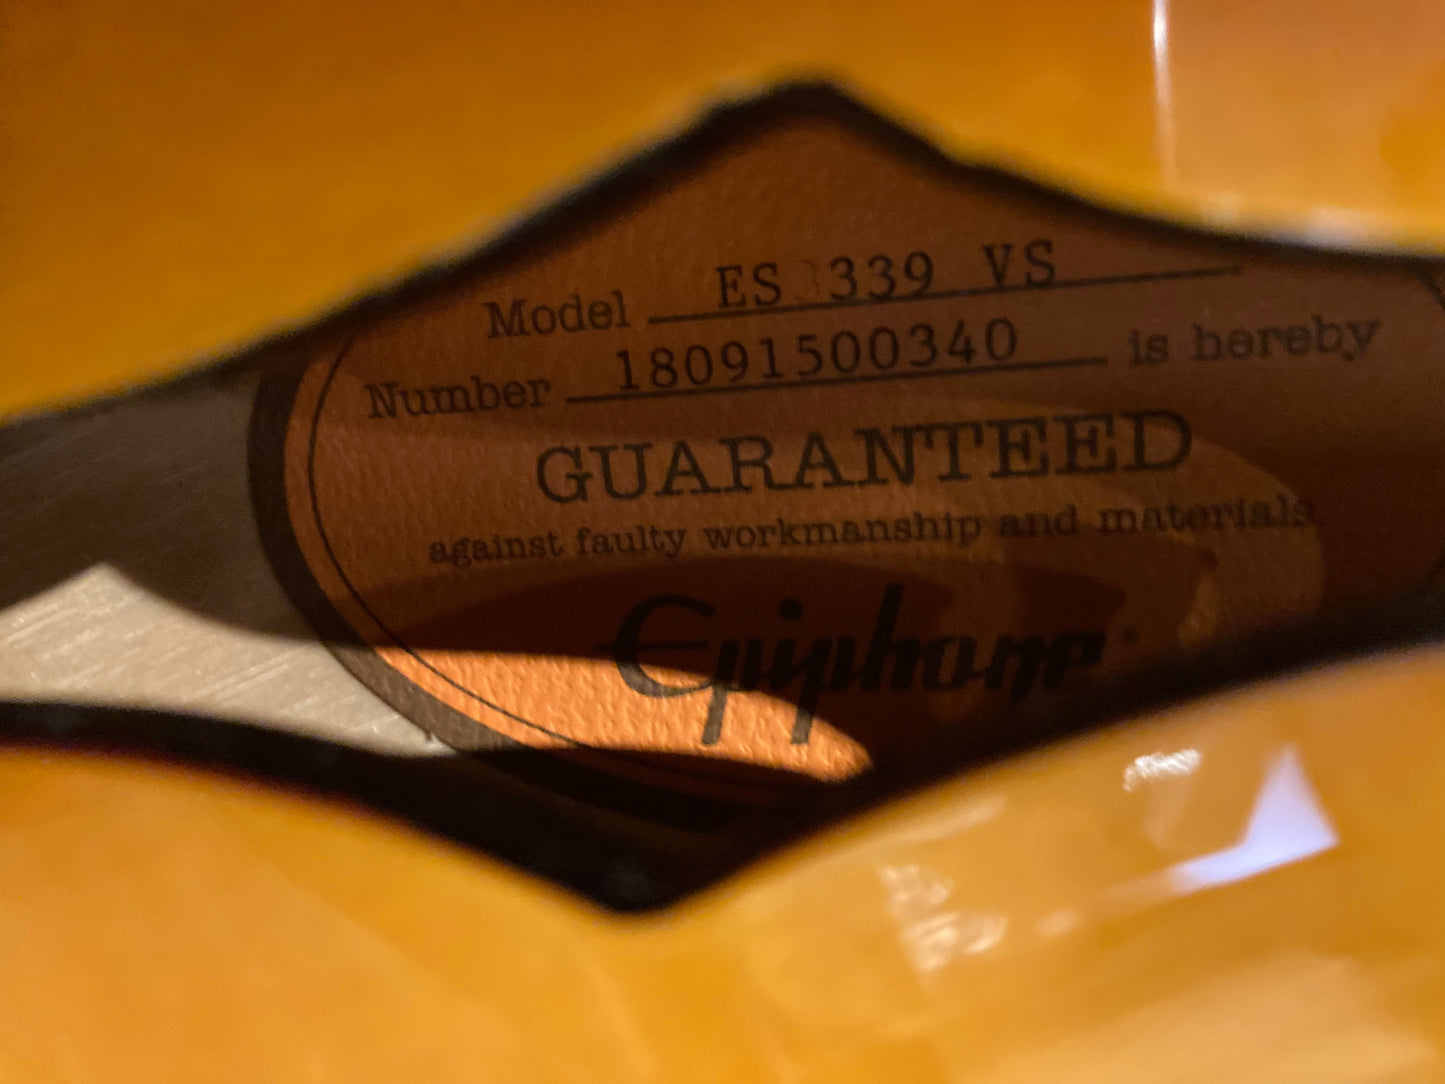 Model ES 339 VS
Number 18091500340 is hereby
GUARANTEED
against faulty workmanship and materials.
Epiphone